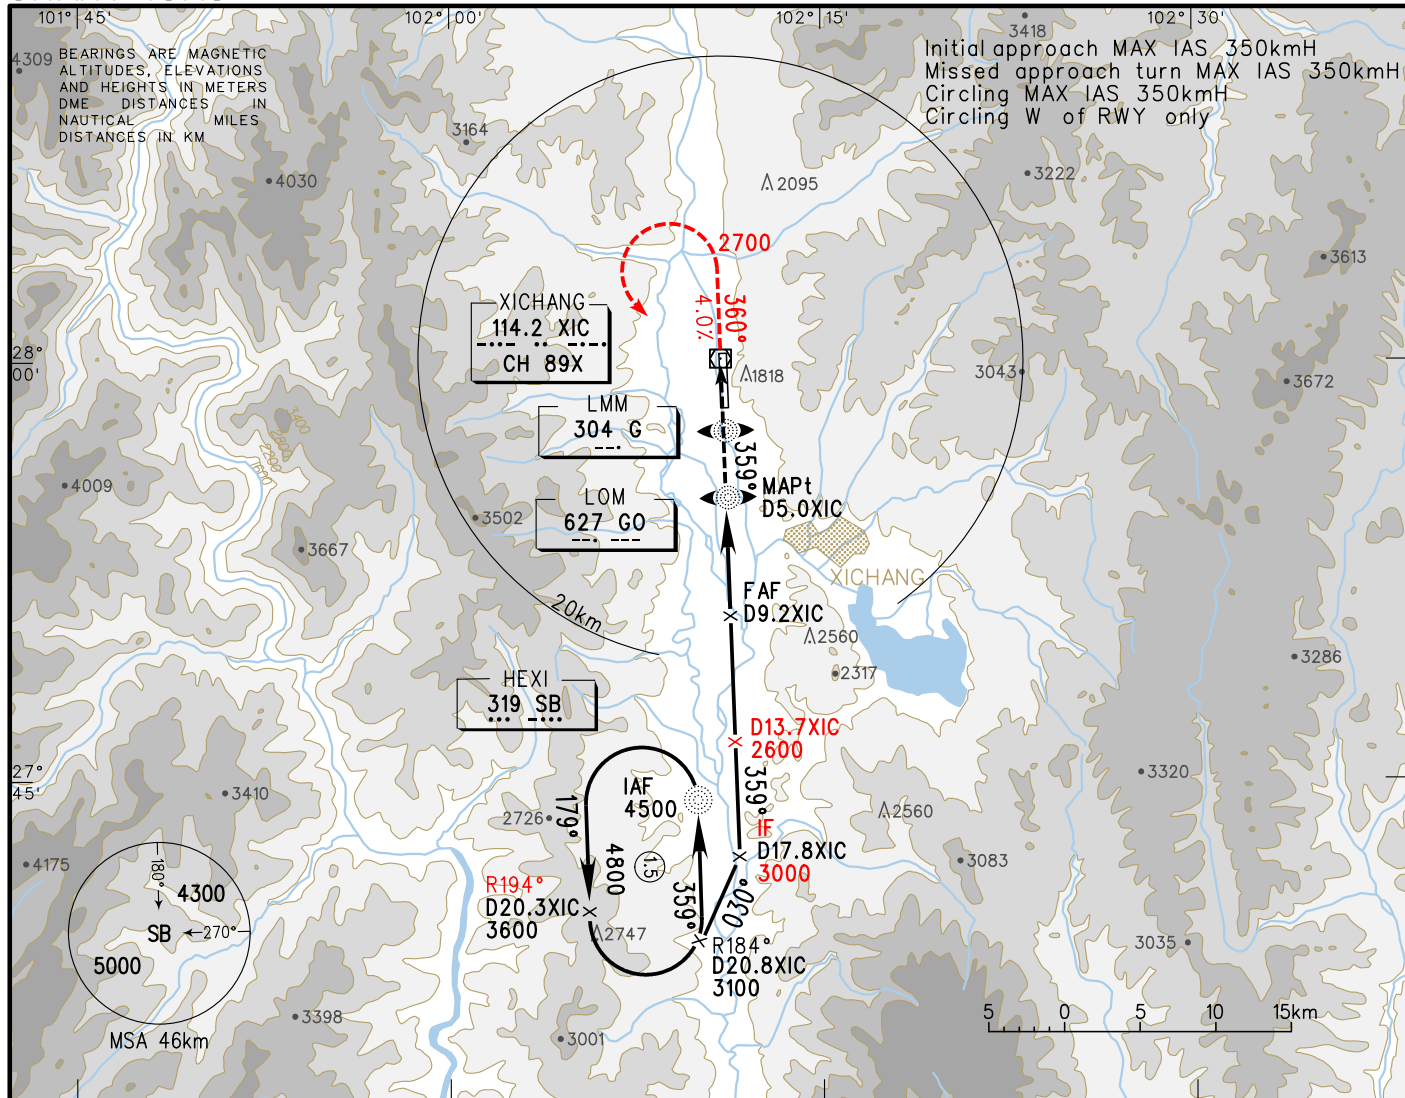 101° 45'
102° 00'
102° 15'
102° 30'
3418
4309
BEARINGS ARE MAGNETIC
ALTITUDES, ELEVATIONS
AND HEIGHTS IN METERS
DME DISTANCES IN
NAUTICAL MILES
DISTANCES IN KM
Initial approach MAX IAS 350kmH
Missed approach turn MAX IAS 350kmH
Circling MAX IAS 350kmH
Circling W of RWY only
3164
4030
2095
3222
2700
3613
360°
4.0%
XICHANG
114.2 XIC
CH 89X
28°
00'
1818
3043
3672
LMM
304 G
3400
2800
2200
1600
359°
4009
MAPt
D5.0XIC
LOM
627 GO
3502
3667
XICHANG
FAF
D9.2XIC
20km
2560
2317
3286
HEXI
319 SB
D13.7XIC
2600
27°
45'
3320
IAF
4500
359°
3410
179°
2726
2560
IF
D17.8XIC
3000
4175
4800
1.5
3083
R194°
D20.3XIC
3600
359°
030°
180°
4300
SB
270°
5000
2747
R184°
D20.8XIC
3100
3035
3398
MSA 46km
3001
5 0 5 10 15km